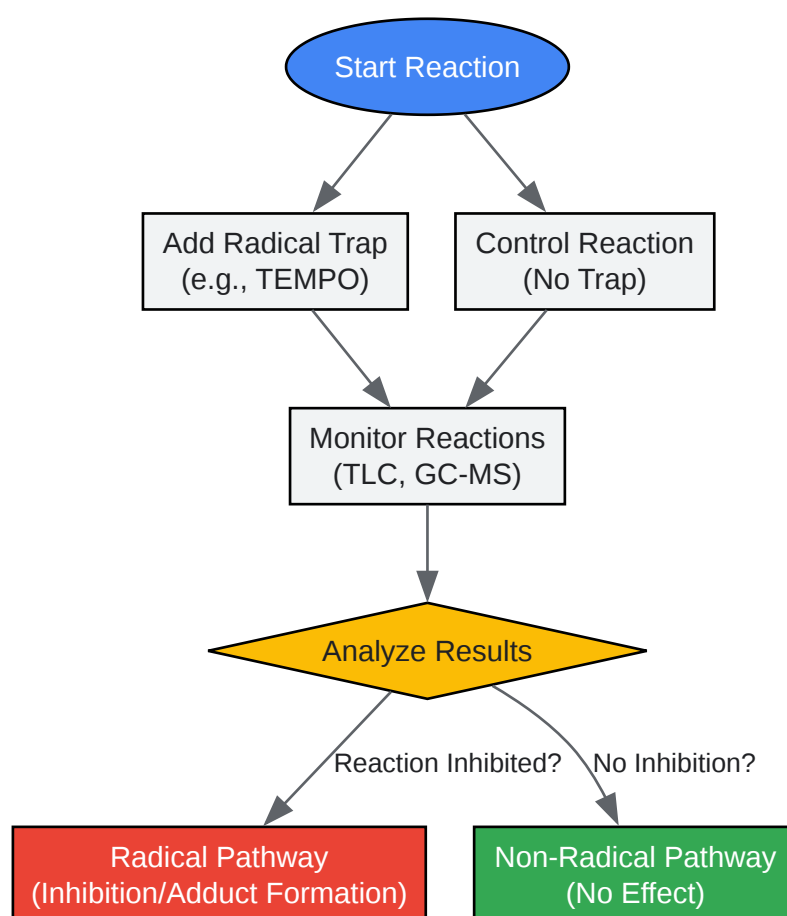 Start Reaction
Add Radical Trap
(e.g., TEMPO)
Control Reaction
(No Trap)
Monitor Reactions
(TLC, GC-MS)
Analyze Results
Reaction Inhibited?
No Inhibition?
Radical Pathway
(Inhibition/Adduct Formation)
Non-Radical Pathway
(No Effect)